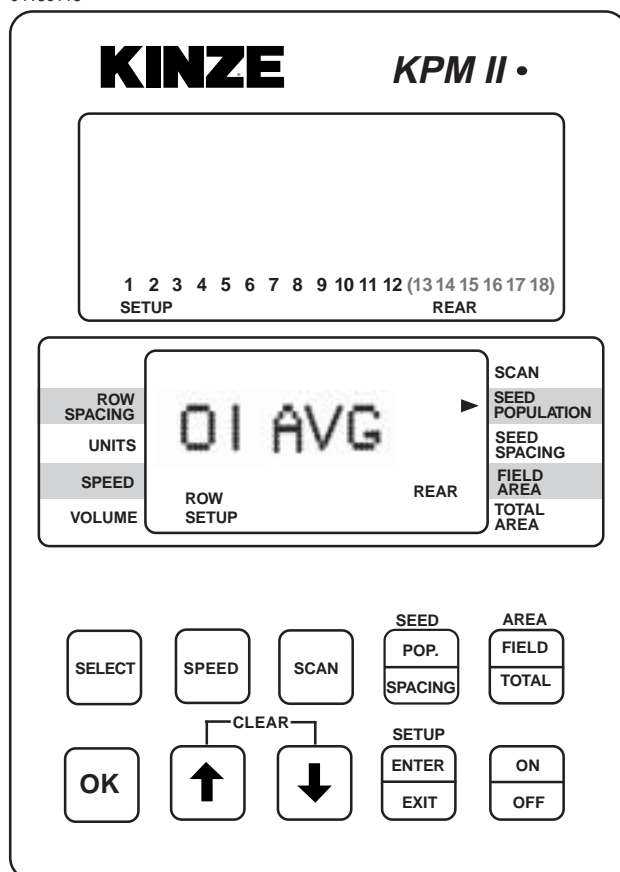 KINZE KPM II •
1 2 3 4 5 6 7 8 9 10 11 12 (13 14 15 16 17 18)
SETUP REAR
ROW SPACING
UNITS
SPEED
VOLUME
01 AVG
ROW SETUP
REAR
SCAN
SEED POPULATION
SEED SPACING
FIELD AREA
TOTAL AREA
SELECT
SPEED
SCAN
SEED
POP.
SPACING
AREA
FIELD
TOTAL
OK
CLEAR
SETUP
ENTER
EXIT
ON
OFF